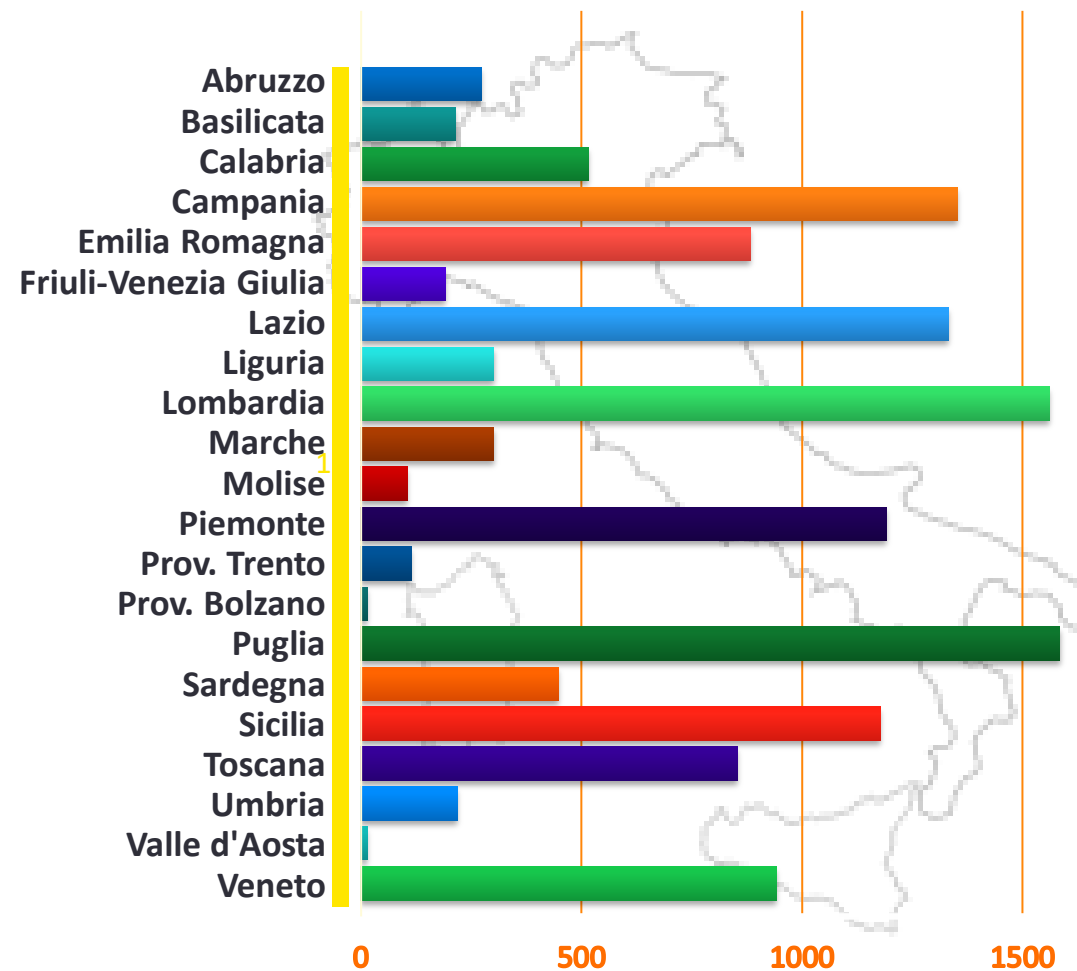 Abruzzo
Basilicata
Calabria
Campania
Emilia Romagna
Friuli-Venezia Giulia
Lazio
Liguria
Lombardia
Marche
1
Molise
Piemonte
Prov. Trento
Prov. Bolzano
Puglia
Sardegna
Sicilia
Toscana
Umbria
Valle d'Aosta
Veneto
0 500 1000 1500